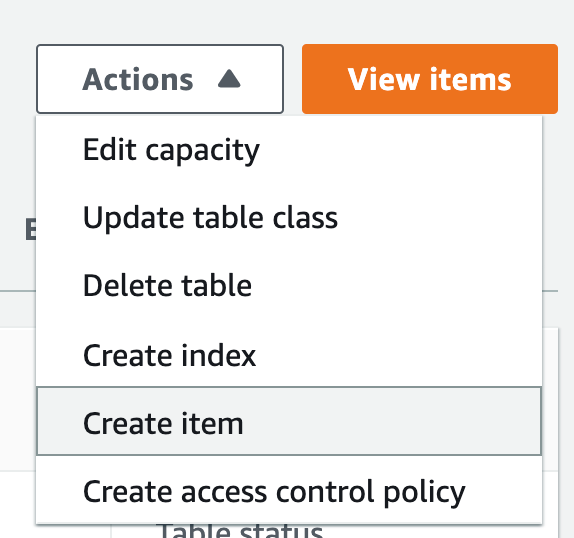 Actions
View items
Edit capacity
Update table class
Delete table
Create index
Create item
Create access control policy
Table status